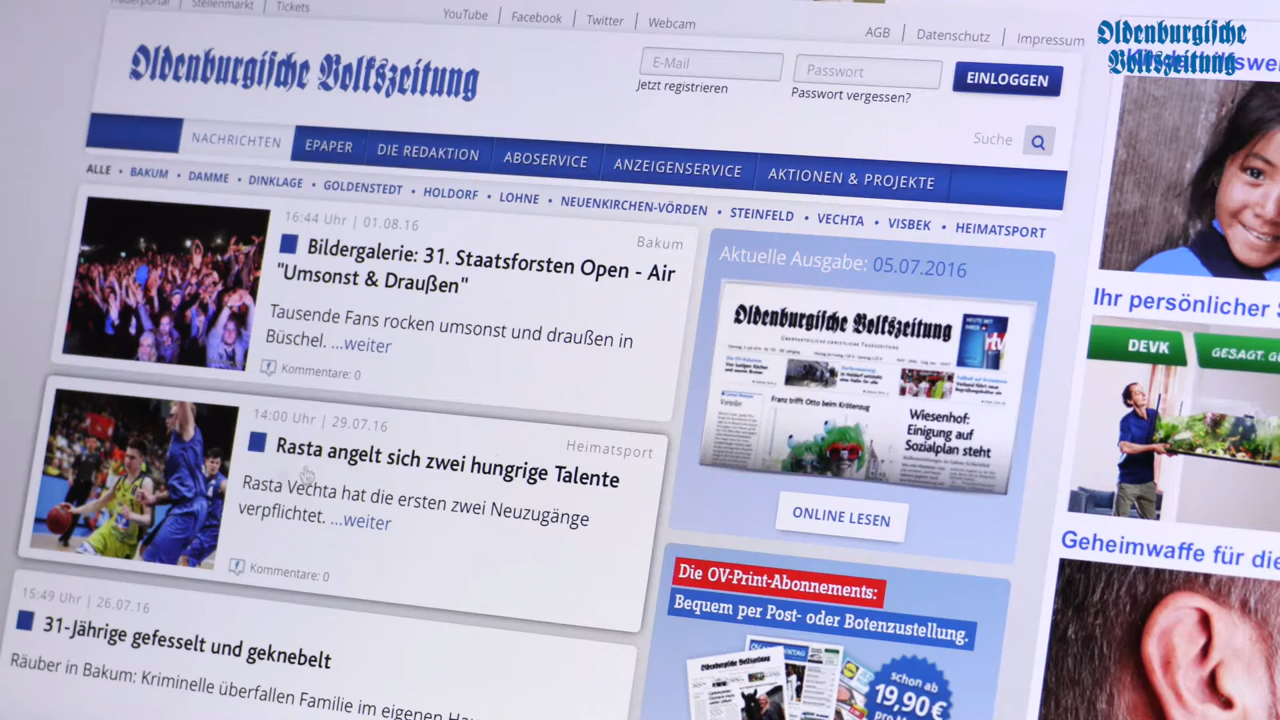 Stellenmarkt | Tickets
YouTube | Facebook | Twitter | Webcam
AGB | Datenschutz | Impressum
Oldenburgische
Volkszeitung
Oldenburgische Volkszeitung
E-Mail
Passwort
EINLOGGEN
Jetzt registrieren
Passwort vergessen?
Suche
NACHRICHTEN
EPAPER
DIE REDAKTION
ABOSERVICE
ANZEIGENSERVICE
AKTIONEN & PROJEKTE
ALLE • BAKUM • DAMME • DINKLAGE • GOLDENSTEDT • HOLDORF • LOHNE • NEUENKIRCHEN-VÖRDEN • STEINFELD • VECHTA • VISBEK • HEIMATSPORT
16:44 Uhr | 01.08.16
Bakum
Bildergalerie: 31. Staatsforsten Open - Air
"Umsonst & Draußen"
Tausende Fans rocken umsonst und draußen in
Büschel. ...weiter
Kommentare: 0
14:00 Uhr | 29.07.16
Heimatsport
Rasta angelt sich zwei hungrige Talente
Rasta Vechta hat die ersten zwei Neuzugänge
verpflichtet. ...weiter
Kommentare: 0
15:49 Uhr | 26.07.16
31-Jährige gefesselt und geknebelt
Räuber in Bakum: Kriminelle überfallen Familie im eigenen
Aktuelle Ausgabe: 05.07.2016
Oldenburgische Volkszeitung
Franz trifft Otto beim Krötenzug
Wiesenhof:
Einigung auf
Sozialplan steht
ONLINE LESEN
Die OV-Print-Abonnements:
Bequem per Post- oder Botenzustellung.
schon ab
19,90 €
pro
Ihr persönlicher
DEVK
GESAGT.
Geheimwaffe für die